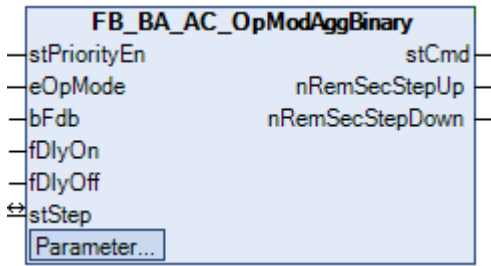 FB_BA_AC_OpModAggBinary
stPriorityEn stCmd
eOpMode nRemSecStepUp
bFdb nRemSecStepDown
fDlyOn
fDlyOff
stStep
Parameter...